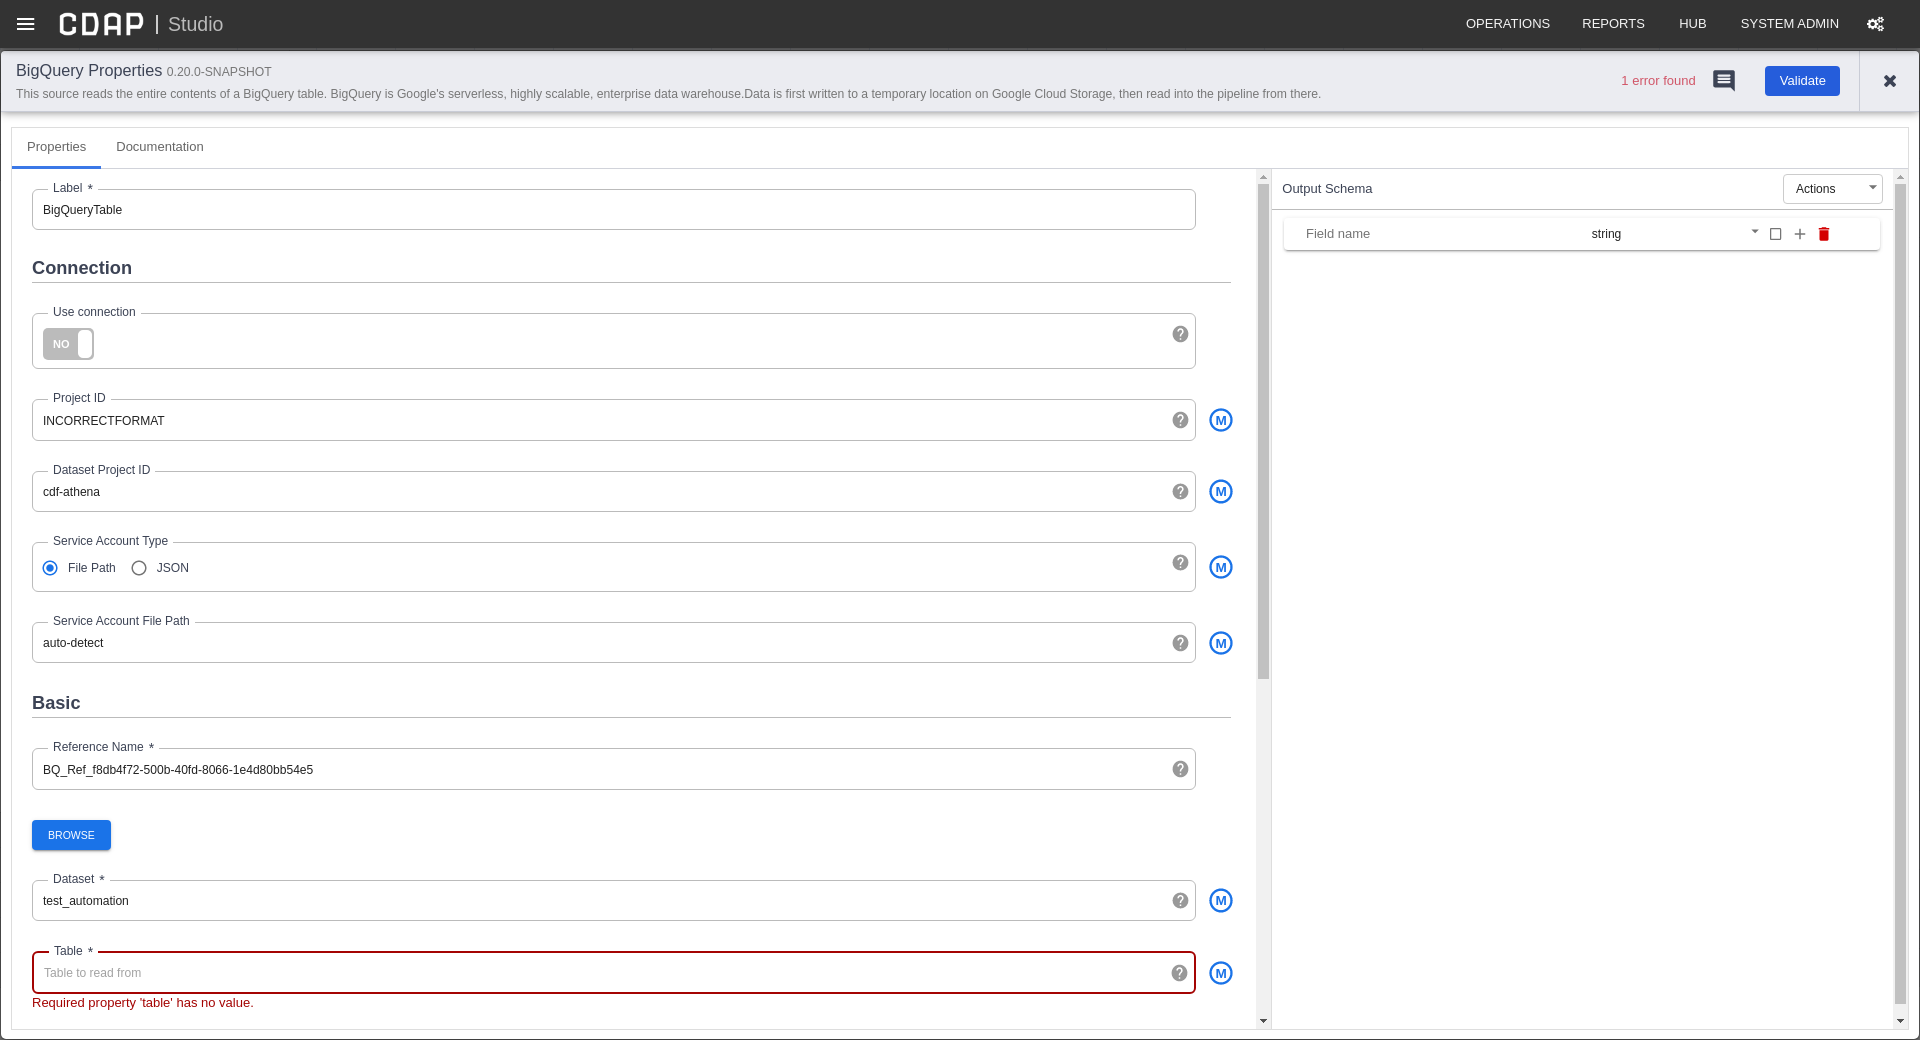 CDAP | Studio
OPERATIONS REPORTS HUB SYSTEM ADMIN
BigQuery Properties 0.20.0-SNAPSHOT
This source reads the entire contents of a BigQuery table. BigQuery is Google's serverless, highly scalable, enterprise data warehouse.Data is first written to a temporary location on Google Cloud Storage, then read into the pipeline from there.
1 error found
Validate
Properties Documentation
Label *
BigQueryTable
Connection
Use connection
NO
Project ID
INCORRECTFORMAT
M
Dataset Project ID
cdf-athena
M
Service Account Type
File Path JSON
M
Service Account File Path
auto-detect
M
Basic
Reference Name *
BQ_Ref_f8db4f72-500b-40fd-8066-1e4d80bb54e5
BROWSE
Dataset *
test_automation
M
Table *
Table to read from
M
Required property 'table' has no value.
Output Schema
Actions
Field name string